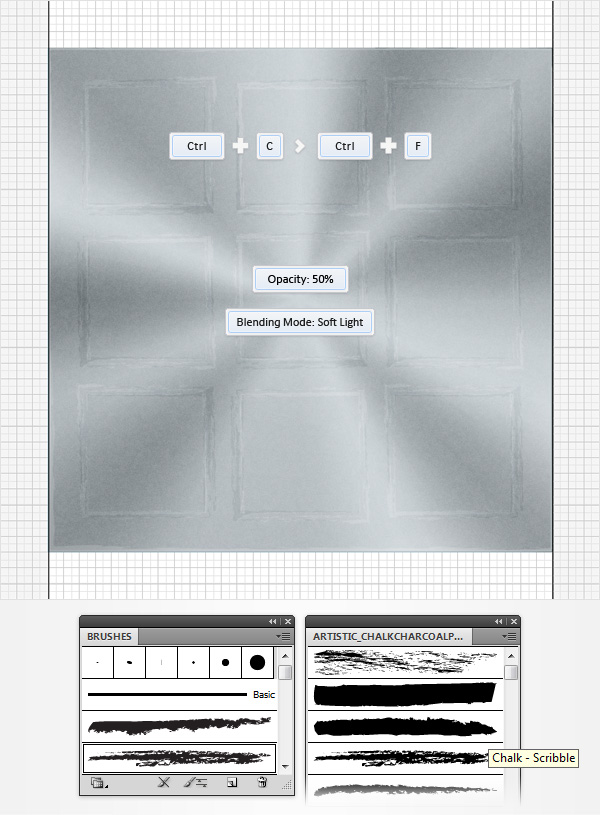 Ctrl + C > Ctrl + F
Opacity: 50%
Blending Mode: Soft Light
BRUSHES
Basic
ARTISTIC_CHALKCHARCOALP...
Chalk - Scribble